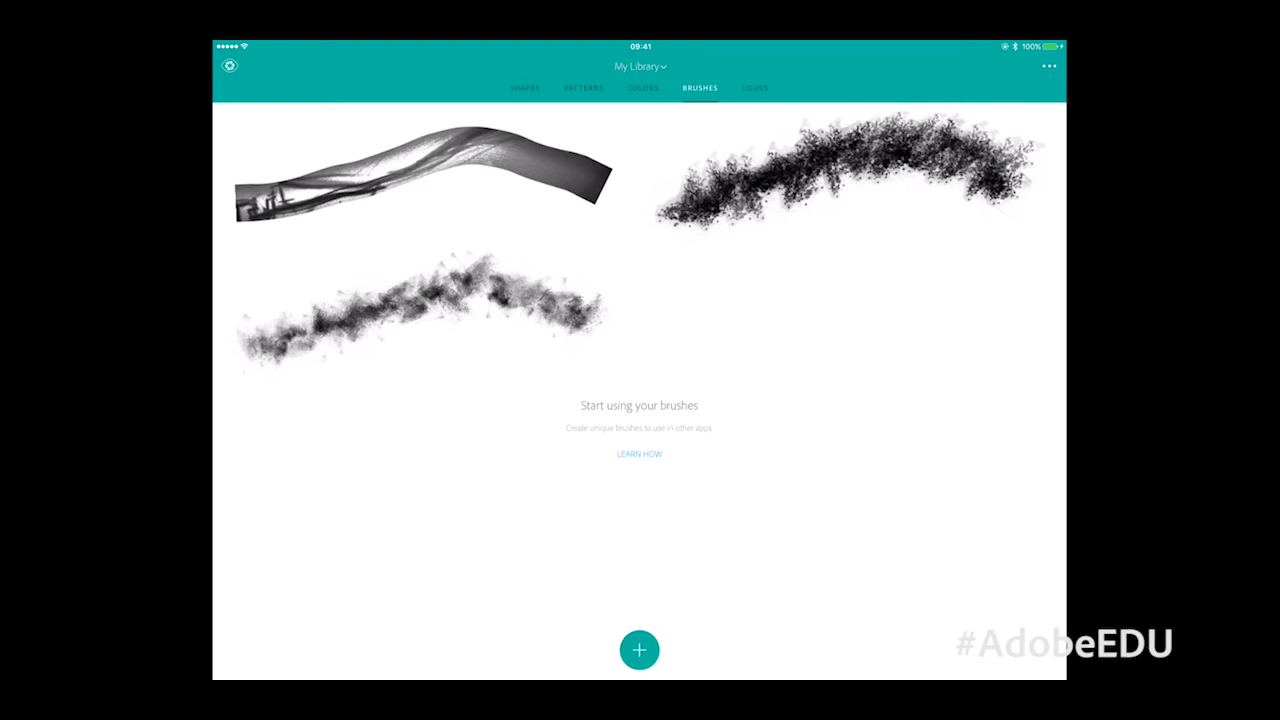 09:41
100%
My Library
SHAPES PATTERNS COLORS BRUSHES LOOKS
Start using your brushes
Create unique brushes to use in other apps
LEARN HOW
#AdobeEDU